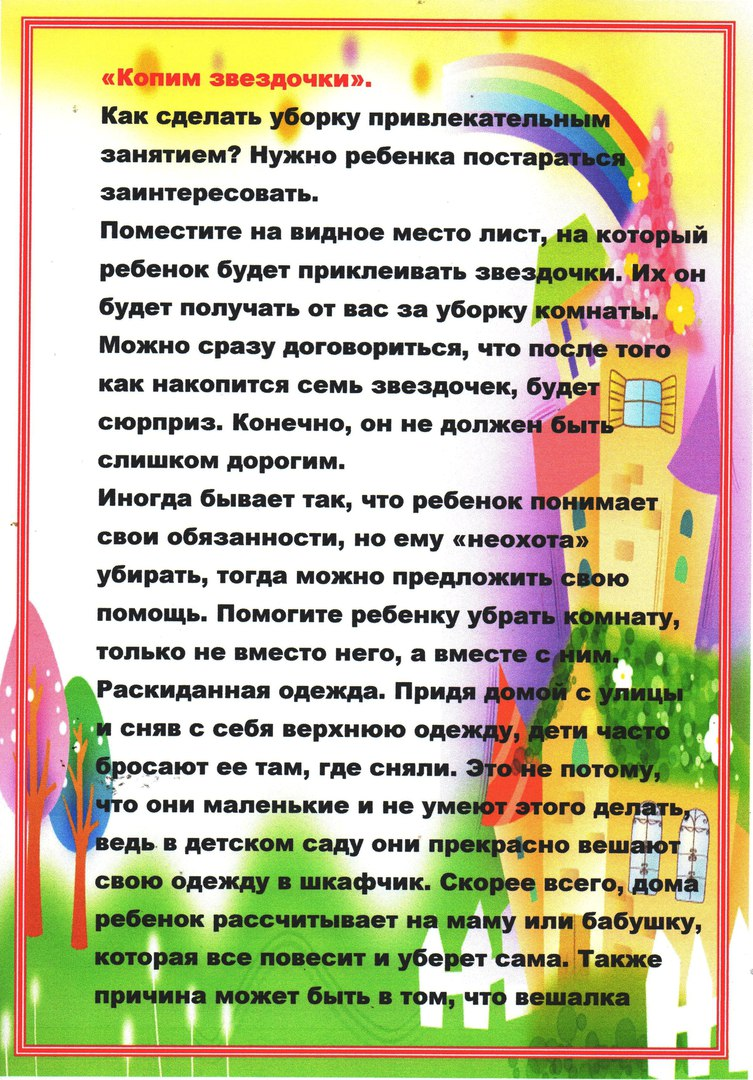 «Копим звездочки».
Как сделать уборку привлекательным
занятием? Нужно ребенка постараться
заинтересовать.
Поместите на видное место лист, на который
ребенок будет приклеивать звездочки. Их он
будет получать от вас за уборку комнаты.
Можно сразу договориться, что после того
как накопится семь звездочек, будет
сюрприз. Конечно, он не должен быть
слишком дорогим.
Иногда бывает так, что ребенок понимает
свои обязанности, но ему «неохота»
убирать, тогда можно предложить свою
помощь. Помогите ребенку убрать комнату,
только не вместо него, а вместе с ним.
Раскиданная одежда. Придя домой с улицы
и сняв с себя верхнюю одежду, дети часто
бросают ее там, где сняли. Это не потому,
что они маленькие и не умеют этого делать,
ведь в детском саду они прекрасно вешают
свою одежду в шкафчик. Скорее всего, дома
ребенок рассчитывает на маму или бабушку,
которая все повесит и уберет сама. Также
причина может быть в том, что вешалка